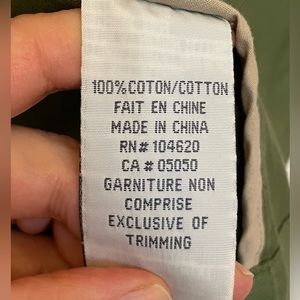 100% COTON/COTTON
FAIT EN CHINE
MADE IN CHINA
RN# 104620
CA # 05050
GARNITURE NON
COMPRISE
EXCLUSIVE OF
TRIMMING